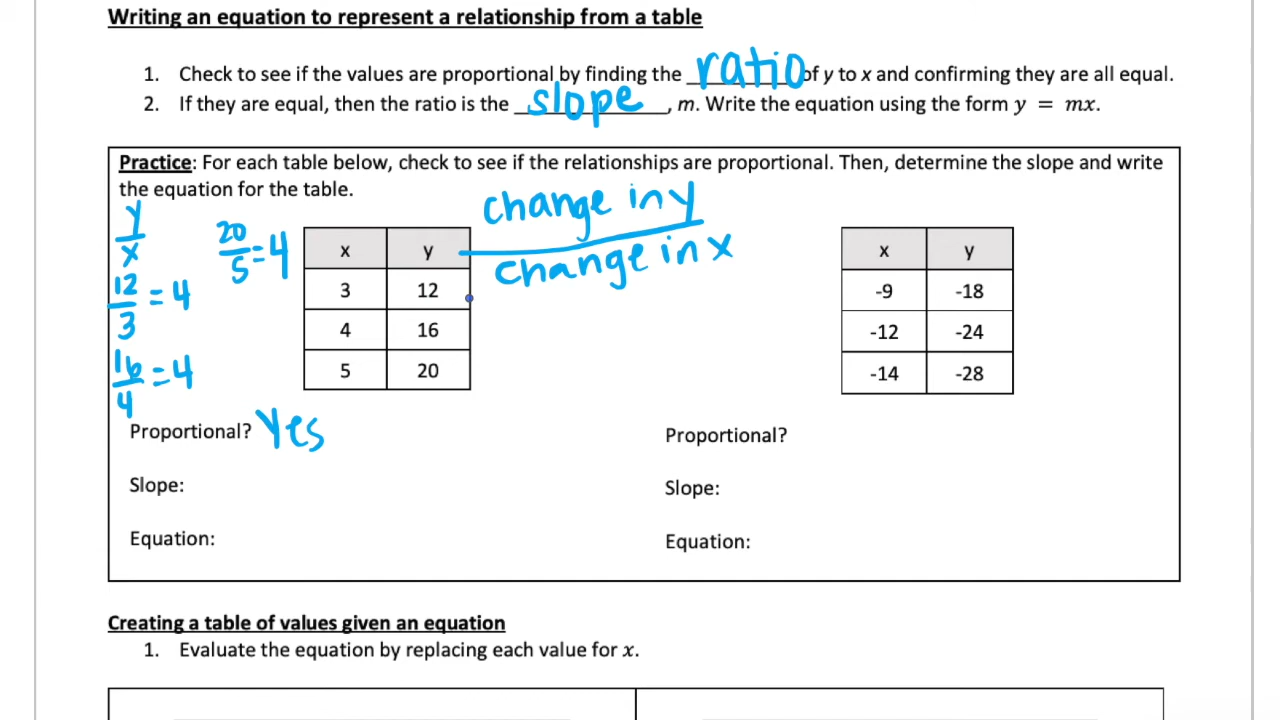 Writing an equation to represent a relationship from a table
1. Check to see if the values are proportional by finding the ratio of y to x and confirming they are all equal.
2. If they are equal, then the ratio is the slope, m. Write the equation using the form y = mx.
Practice: For each table below, check to see if the relationships are proportional. Then, determine the slope and write
the equation for the table.
y/x
12/3 = 4
16/4 = 4
20/5 = 4
x y
3 12
4 16
5 20
change in y
change in x
Proportional? Yes
Slope:
Equation:
x y
-9 -18
-12 -24
-14 -28
Proportional?
Slope:
Equation:
Creating a table of values given an equation
1. Evaluate the equation by replacing each value for x.